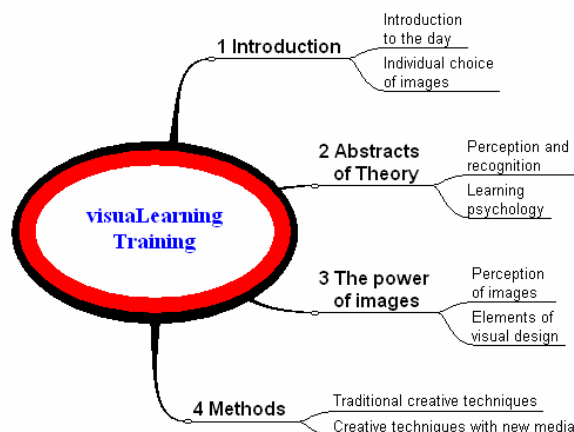 visuaLearning
Training
1 Introduction
Introduction
to the day
Individual choice
of images
2 Abstracts
of Theory
Perception and
recognition
Learning
psychology
3 The power
of images
Perception
of images
Elements of
visual design
4 Methods
Traditional creative techniques
Creative techniques with new media